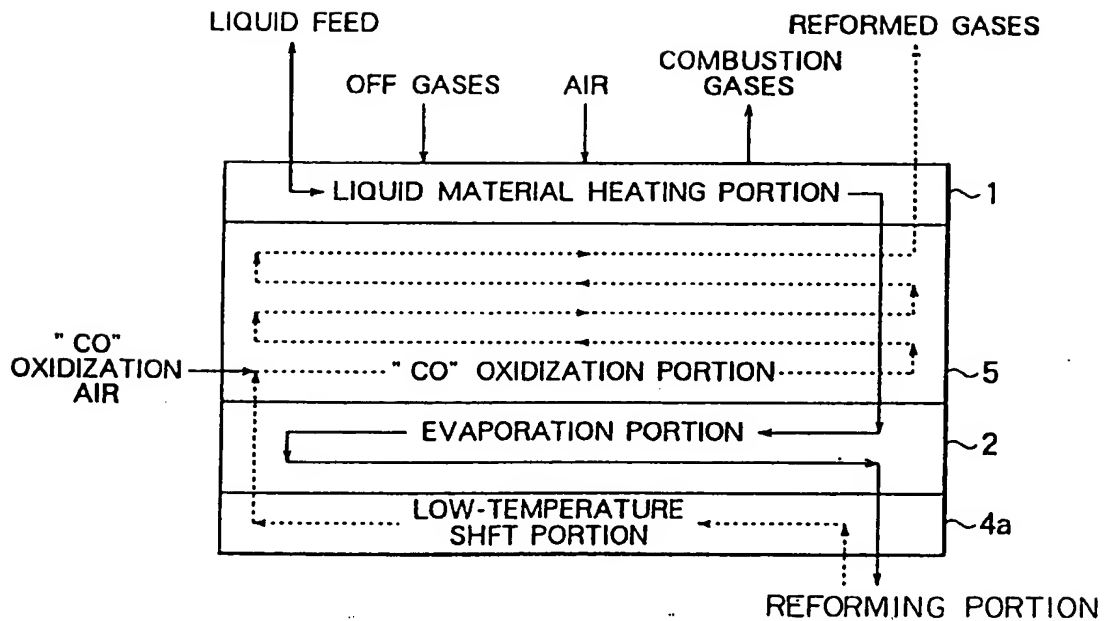 LIQUID FEED
REFORMED GASES
OFF GASES
AIR
COMBUSTION
GASES
LIQUID MATERIAL HEATING PORTION
1
"CO"
OXIDIZATION
AIR
"CO" OXIDIZATION PORTION
5
EVAPORATION PORTION
2
LOW-TEMPERATURE
SHFT PORTION
4a
REFORMING PORTION